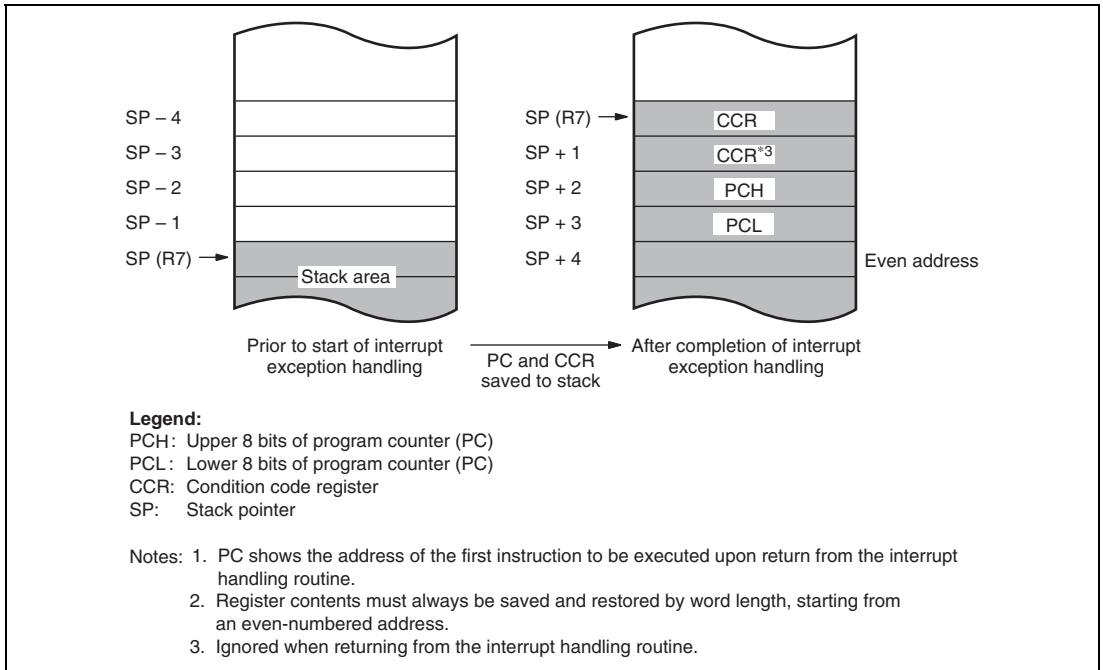 SP – 4
SP – 3
SP – 2
SP – 1
SP (R7)
Stack area
SP (R7)
SP + 1
SP + 2
SP + 3
SP + 4
CCR
CCR*3
PCH
PCL
Even address
Prior to start of interrupt
exception handling
PC and CCR
saved to stack
After completion of interrupt
exception handling
Legend:
PCH: Upper 8 bits of program counter (PC)
PCL: Lower 8 bits of program counter (PC)
CCR: Condition code register
SP: Stack pointer
Notes: 1. PC shows the address of the first instruction to be executed upon return from the interrupt
handling routine.
2. Register contents must always be saved and restored by word length, starting from
an even-numbered address.
3. Ignored when returning from the interrupt handling routine.